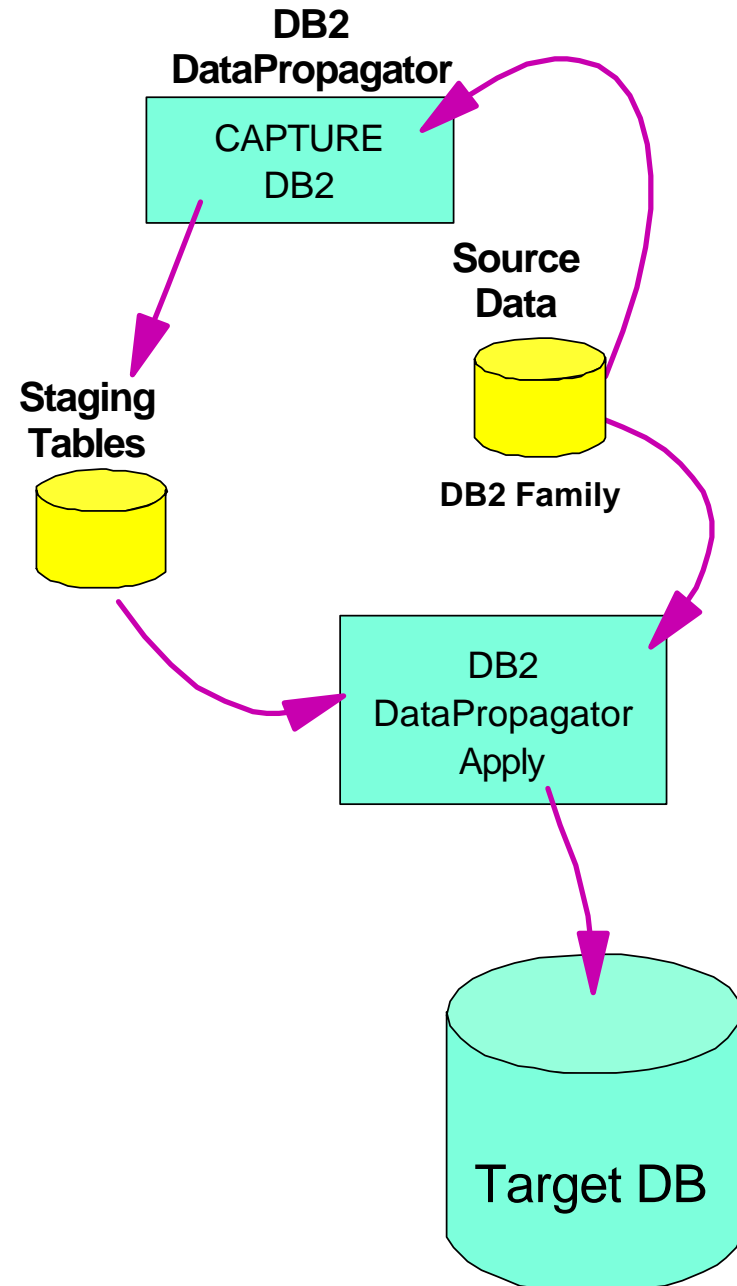 DB2
DataPropagator
CAPTURE
DB2
Source
Data
Staging
Tables
DB2 Family
DB2
DataPropagator
Apply
Target DB